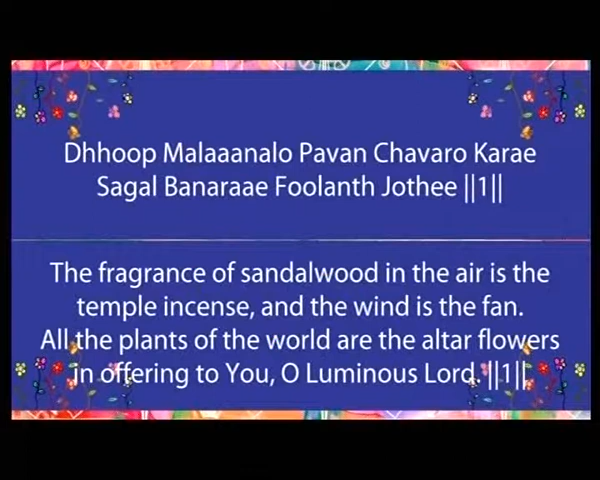 Dhhoop Malaaanalo Pavan Chavaro Karae
Sagal Banaraae Foolanth Jothee ||1||
The fragrance of sandalwood in the air is the
temple incense, and the wind is the fan.
All the plants of the world are the altar flowers
in offering to You, O Luminous Lord. ||1||